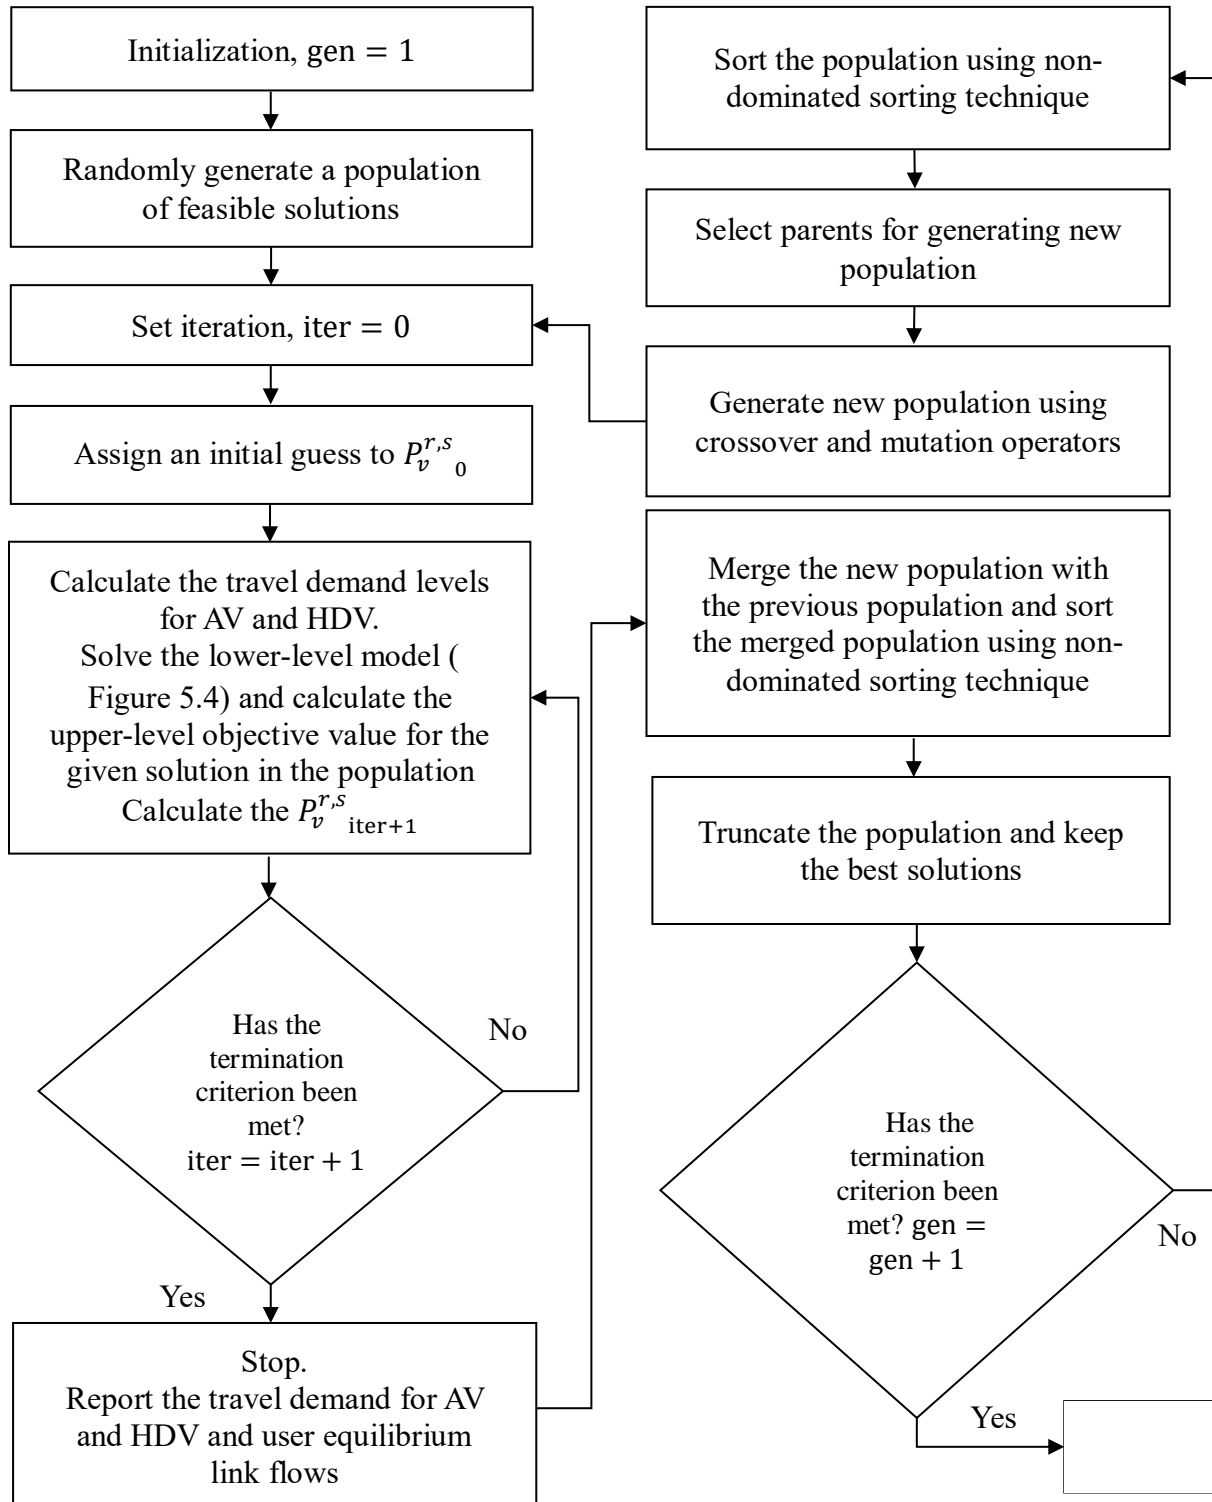 Initialization, gen = 1
Randomly generate a population
of feasible solutions
Set iteration, iter = 0
Assign an initial guess to P_v^{r,s}_0
Calculate the travel demand levels
for AV and HDV.
Solve the lower-level model (
Figure 5.4) and calculate the
upper-level objective value for the
given solution in the population
Calculate the P_v^{r,s}_{iter+1}
Has the
termination
criterion been
met?
iter = iter + 1
No
Yes
Stop.
Report the travel demand for AV
and HDV and user equilibrium
link flows
Sort the population using non-
dominated sorting technique
Select parents for generating new
population
Generate new population using
crossover and mutation operators
Merge the new population with
the previous population and sort
the merged population using non-
dominated sorting technique
Truncate the population and keep
the best solutions
Has the
termination
criterion been
met? gen =
gen + 1
No
Yes